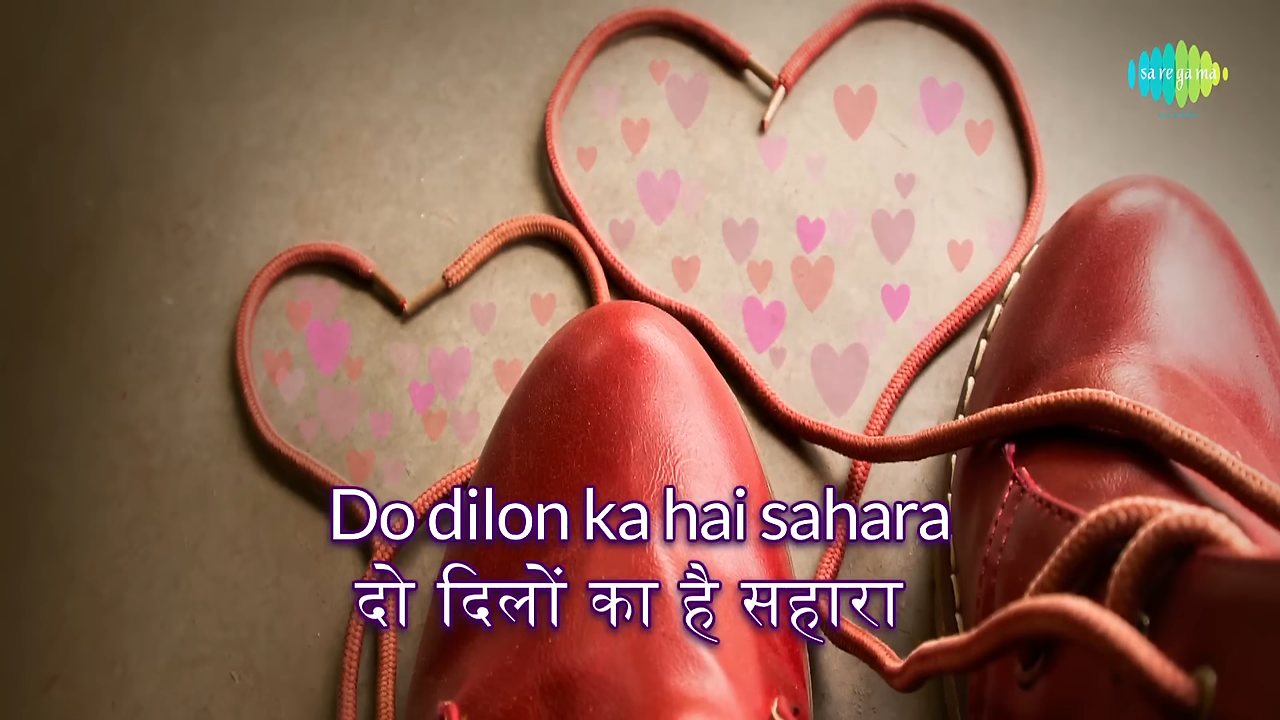 sa re ga ma
Do dilon ka hai sahara
दो दिलों का है सहारा